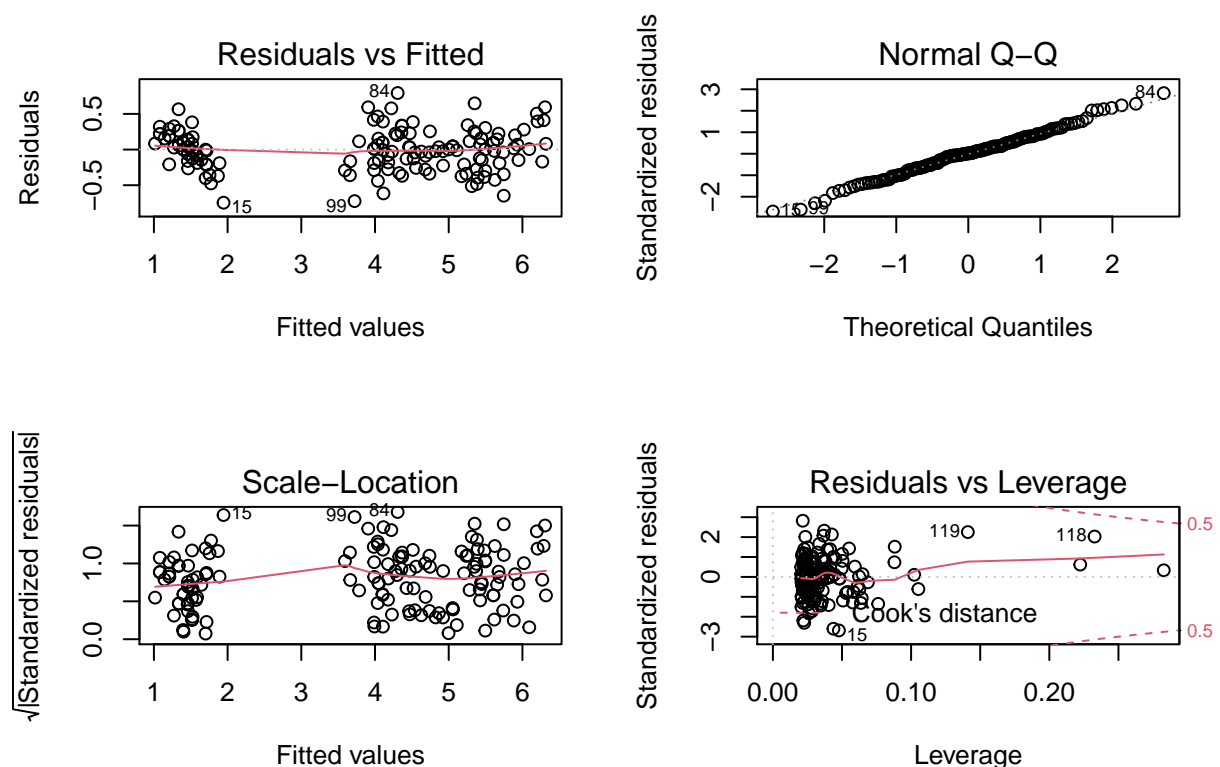 Residuals vs Fitted
Residuals
0.5
−0.5
84
15
99
1 2 3 4 5 6
Fitted values
Normal Q−Q
Standardized residuals
3
1
−2
84
15
99
−2 −1 0 1 2
Theoretical Quantiles
Scale−Location
√|Standardized residuals|
1.0
0.0
15
99
84
1 2 3 4 5 6
Fitted values
Residuals vs Leverage
Standardized residuals
2
0
−3
119
118
0.5
Cook's distance
15
0.5
0.00 0.10 0.20
Leverage